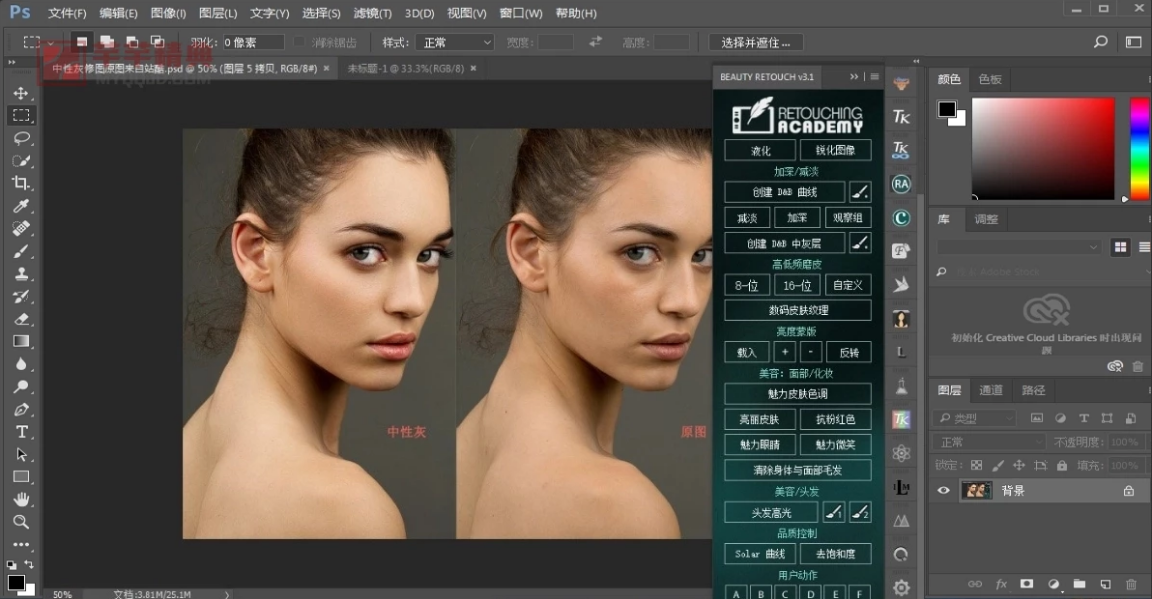 Ps 文件(F) 编辑(E) 图像(I) 图层(L) 文字(Y) 选择(S) 滤镜(T) 3D(D) 视图(V) 窗口(W) 帮助(H)
羽化: 0 像素 消除锯齿 样式: 正常 宽度: 高度: 选择并遮住...
中性灰修图原图来自站酷.psd @ 50% (图层 5 拷贝, RGB/8#) × 未标题-1 @ 33.3%(RGB/8) ×
BEAUTY RETOUCH v3.1
RETOUCHING
ACADEMY
液化 锐化图像
加深/减淡
创建 D&B 曲线
减淡 加深 观察组
创建 D&B 中灰层
高低频磨皮
8-位 16-位 自定义
数码皮肤纹理
亮度蒙版
载入 + - 反转
美容: 面部/化妆
魅力皮肤色调
亮丽皮肤 抗粉红色
魅力眼睛 魅力微笑
清除身体与面部毛发
美容/头发
头发高光 1 2
品质控制
Solar 曲线 去饱和度
用户动作
A B C D E F
中性灰
原图
TK
TK
RA
C
F
L
TK
ILM
颜色 色板
库 调整
初始化 Creative Cloud Libraries 时出现问
题
图层 通道 路径
类型
正常 不透明度: 100%
锁定: 填充: 100%
背景
fx
50% 文档:3.81M/25.1M